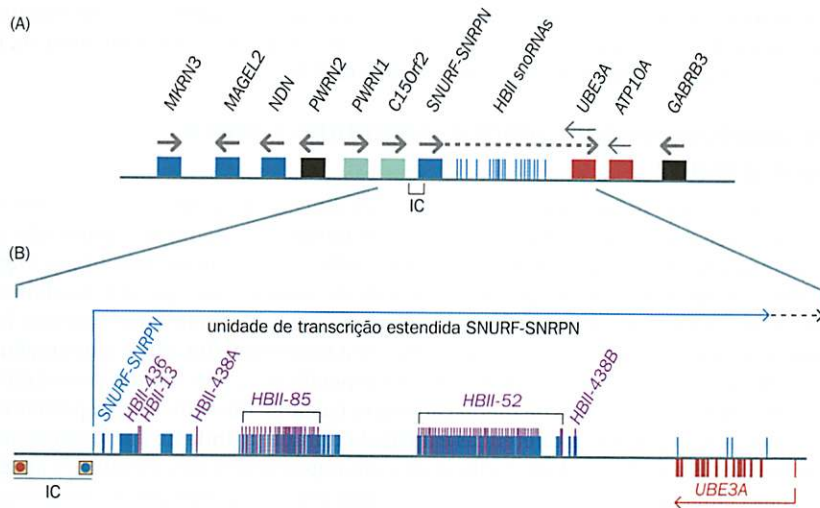 (A)
MKRN3
MAGEL2
NDN
PWRN2
PWRN1
C15Orf2
SNURF-SNRPN
HBII snoRNAs
UBE3A
ATP10A
GABRB3
IC
(B)
unidade de transcrição estendida SNURF-SNRPN
SNURF-SNRPN
HBII-436
HBII-13
HBII-438A
HBII-85
HBII-52
HBII-438B
IC
UBE3A